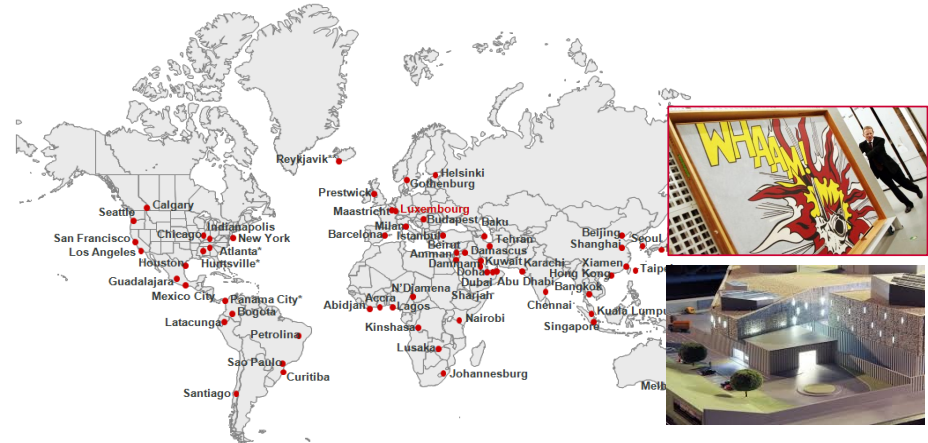 Reykjavik**
Helsinki
Gothenburg
Prestwick
Maastricht
Luxembourg
Budapest
Milan
Barcelona
Istanbul
Baku
Tehran
Beirut
Amman
Damascus
Dammam
Kuwait
Karachi
Doha
Dubai
Abu Dhabi
Sharjah
Calgary
Seattle
Indianapolis
Chicago
New York
San Francisco
Los Angeles
Atlanta*
Houston
Huntsville*
Guadalajara
Mexico City
Panama City*
Bogota
Latacunga
Petrolina
Sao Paulo
Curitiba
Santiago
Abidjan
Accra
Lagos
N'Djamena
Kinshasa
Nairobi
Lusaka
Johannesburg
Beijing
Seoul
Shanghai
Xiamen
Taipe
Hong Kong
Bangkok
Chennai
Kuala Lumpu
Singapore
Melb
WHAAM!